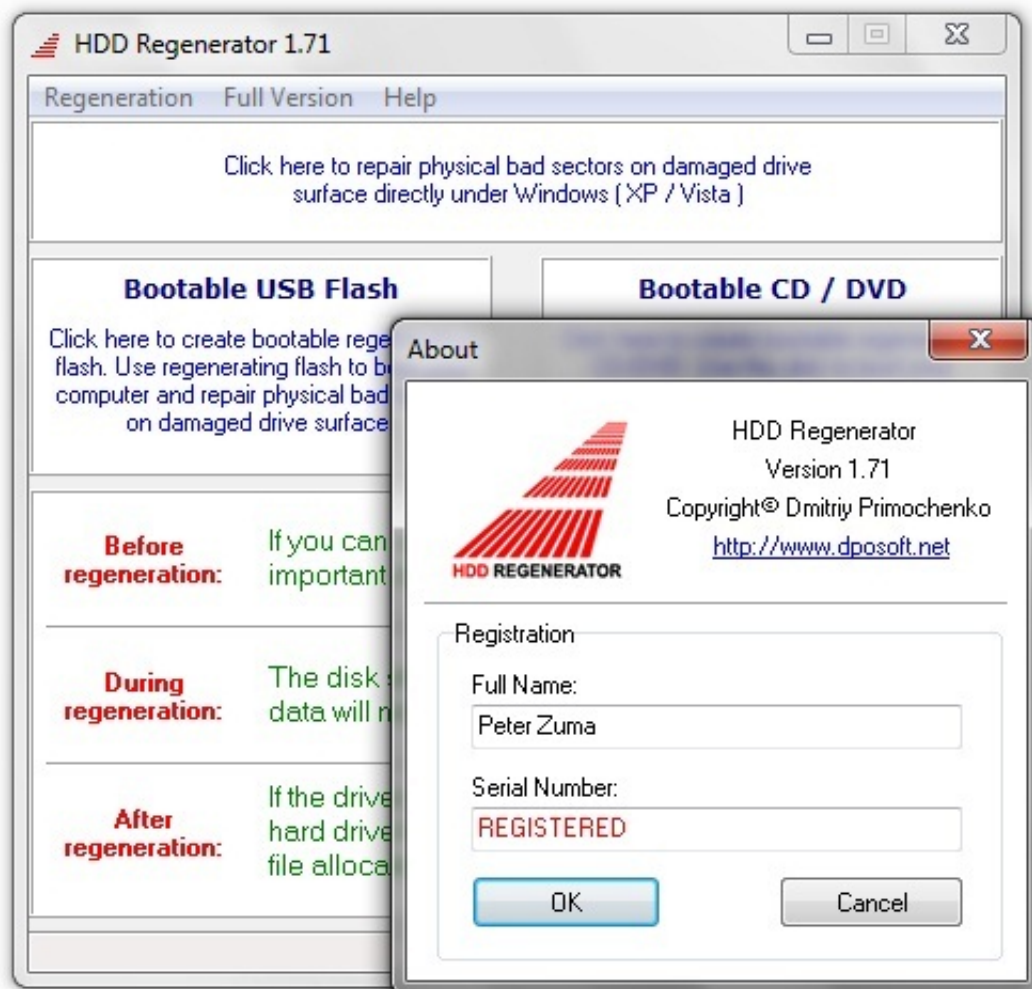 HDD Regenerator 1.71
Regeneration Full Version Help
Click here to repair physical bad sectors on damaged drive
surface directly under Windows ( XP / Vista )
Bootable USB Flash
Click here to create bootable rege
flash. Use regenerating flash to b
computer and repair physical bad
on damaged drive surface
Bootable CD / DVD
Before
regeneration:
If you can
important
During
regeneration:
The disk
data will
After
regeneration:
If the drive
hard drive
file alloca
About
HDD REGENERATOR
HDD Regenerator
Version 1.71
Copyright© Dmitriy Primochenko
http://www.dposoft.net
Registration
Full Name:
Peter Zuma
Serial Number:
REGISTERED
OK Cancel